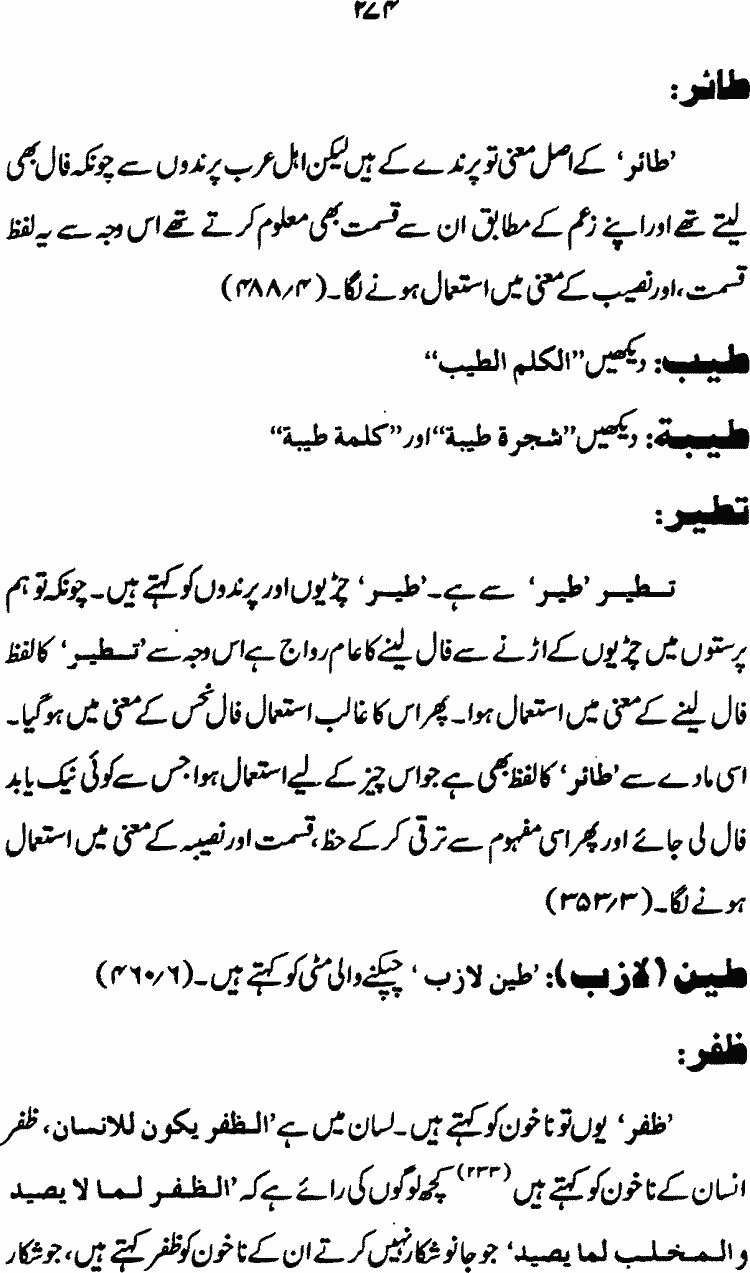 ۲۷۴
طائر:
’طائر‘ کے اصل معنی تو پرندے کے ہیں لیکن اہل عرب پرندوں سے چونکہ فال بھی
لیتے تھے اور اپنے زعم کے مطابق ان سے قسمت بھی معلوم کرتے تھے اس وجہ سے یہ لفظ
قسمت، اور نصیب کے معنی میں استعمال ہونے لگا۔ (۴؍۴۸۸)
طیب: دیکھیں ”الکلم الطیب“
طیبة: دیکھیں ”شجرة طیبة“ اور ”کلمة طیبة“
تطیر:
تطیر ’طیر‘ سے ہے۔ ’طیر‘ چڑیوں اور پرندوں کو کہتے ہیں۔ چونکہ توہم
پرستوں میں چڑیوں کے اڑنے سے فال لینے کا عام رواج ہے اس وجہ سے ’تطیر‘ کا لفظ
فال لینے کے معنی میں استعمال ہوا۔ پھر اس کا غالب استعمال فال نحس کے معنی میں ہوگیا۔
اسی مادے سے ’طائر‘ کا لفظ بھی ہے جو اس چیز کے لیے استعمال ہوا جس سے کوئی نیک یا بد
فال لی جائے اور پھر اسی مفہوم سے ترقی کرکے حظ، قسمت اور نصیبہ کے معنی میں استعمال
ہونے لگا۔ (۳؍۳۵۳)
طین (لازب): ’طین لازب‘ چپکنے والی مٹی کو کہتے ہیں۔ (۶؍۴۶۰)
ظفر:
’ظفر‘ یوں تو ناخون کو کہتے ہیں۔ لسان میں ہے ’الظفر یکون للانسان، ظفر
انسان کے ناخون کو کہتے ہیں (۲۳۳) کچھ لوگوں کی رائے ہے کہ ’الظفر لما لا یصید
والمخلب لما یصید‘ جو جانو شکار نہیں کرتے ان کے ناخون کو ظفر کہتے ہیں، جو شکار